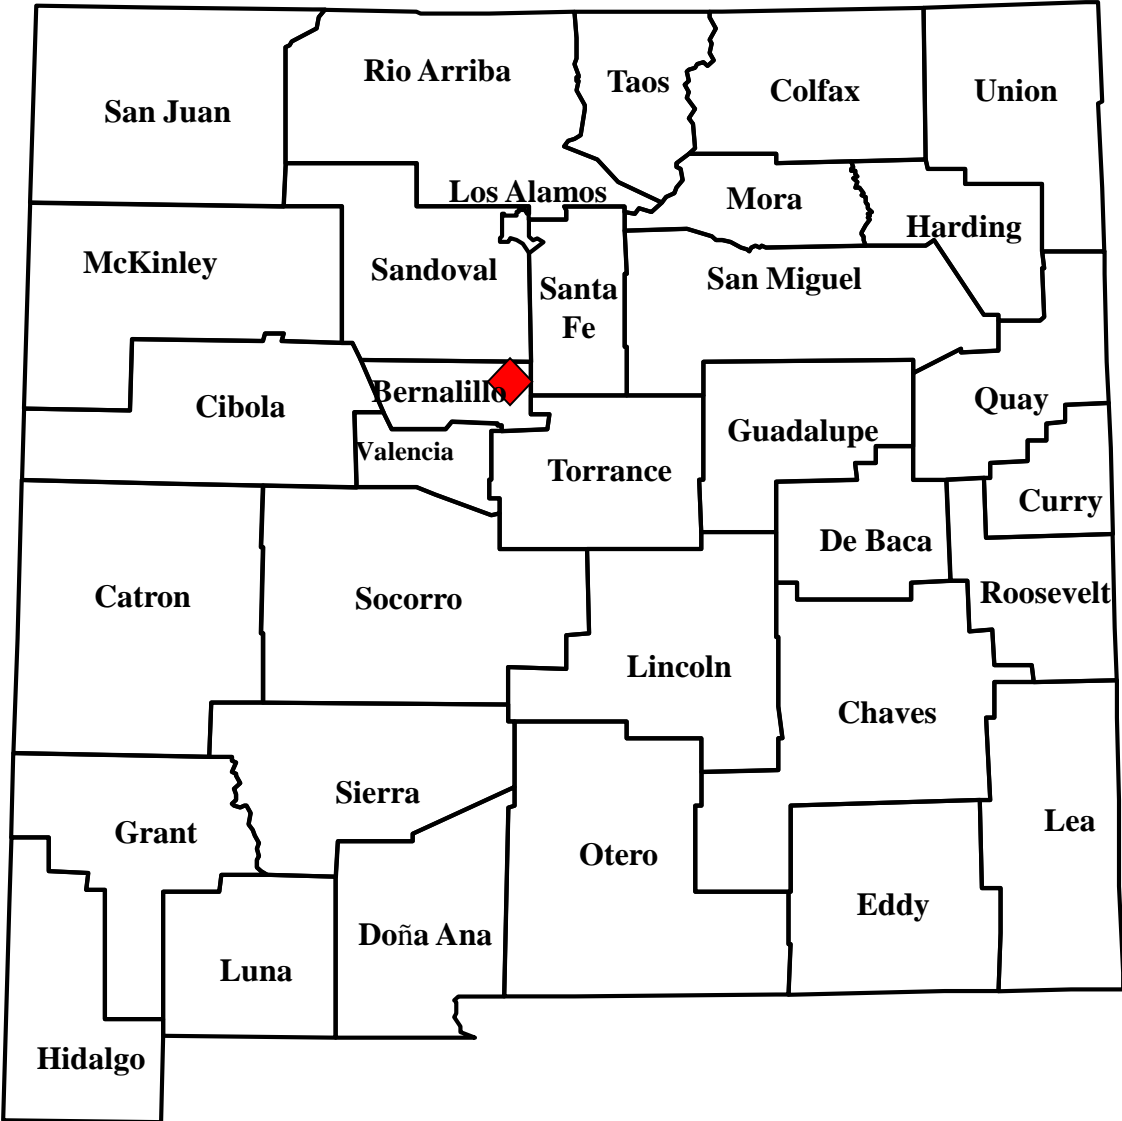 Rio Arriba
Taos
Colfax
Union
San Juan
Los Alamos
Mora
Harding
McKinley
Sandoval
San Miguel
Santa
Fe
Bernalillo
Cibola
Quay
Guadalupe
Valencia
Torrance
Curry
De Baca
Catron
Socorro
Roosevelt
Lincoln
Chaves
Sierra
Grant
Lea
Otero
Eddy
Doña Ana
Luna
Hidalgo